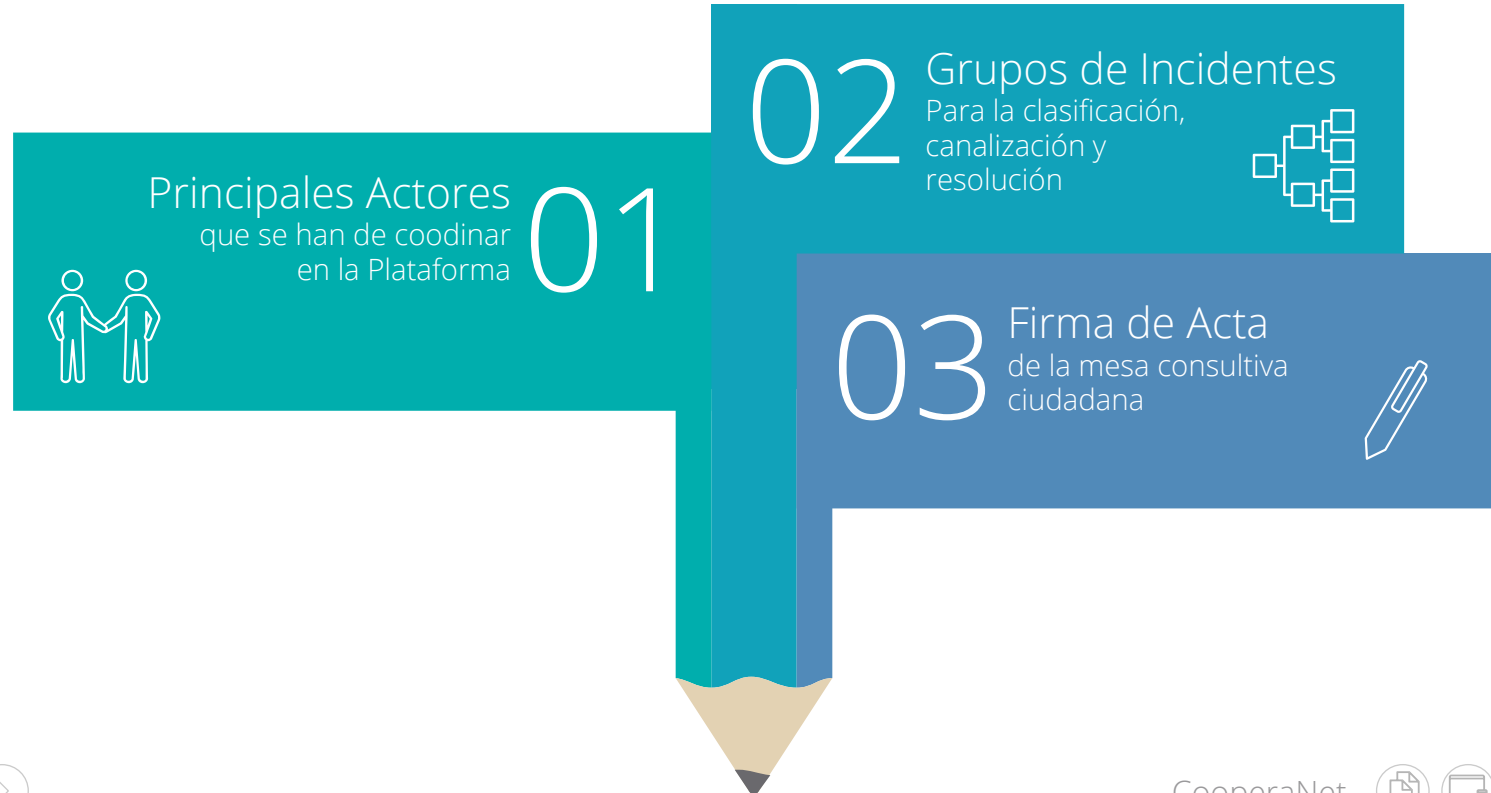 01
Principales Actores
que se han de coodinar
en la Plataforma
02
Grupos de Incidentes
Para la clasificación,
canalización y
resolución
03
Firma de Acta
de la mesa consultiva
ciudadana
CooperaNet